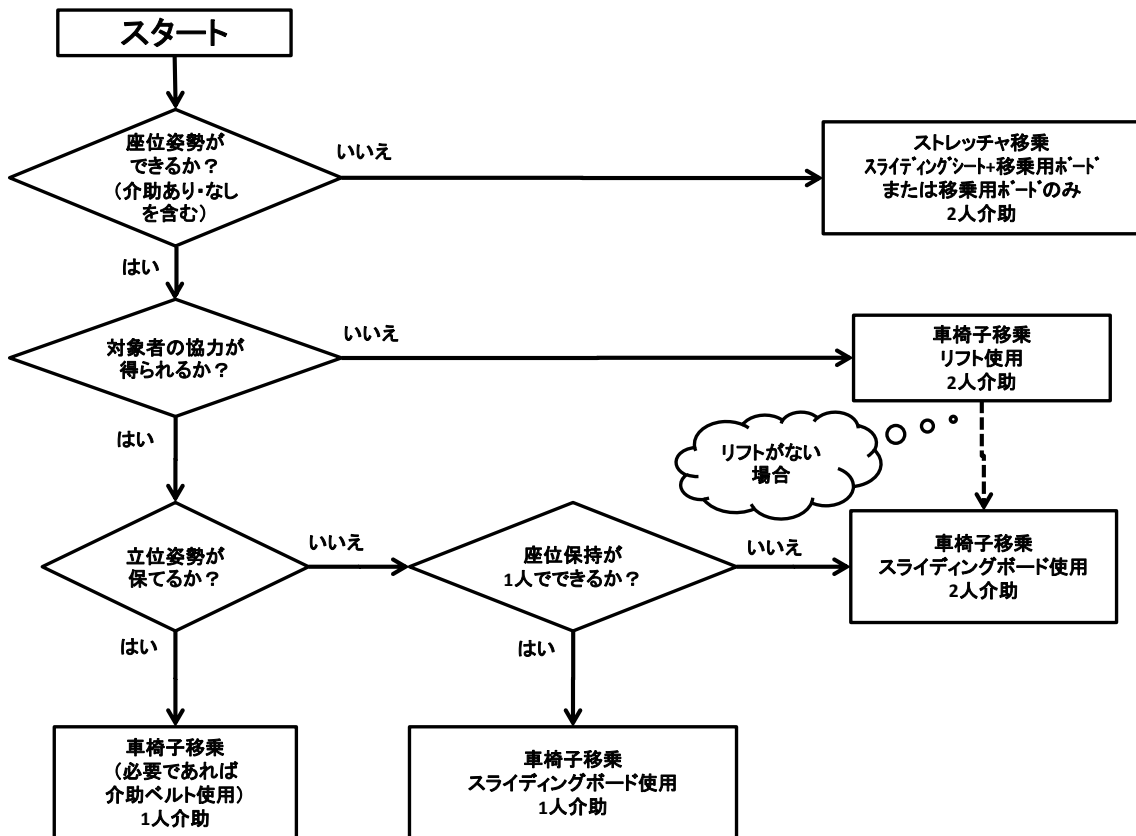 スタート
座位姿勢が
できるか？
（介助あり・なし
を含む）
いいえ
ストレッチャ移乗
ｽﾗｲﾃﾞｨﾝｸﾞｼｰﾄ+移乗用ﾎﾞｰﾄﾞ
または移乗用ﾎﾞｰﾄﾞのみ
2人介助
はい
対象者の協力が
得られるか？
いいえ
車椅子移乗
リフト使用
2人介助
はい
リフトがない
場合
立位姿勢が
保てるか？
いいえ
座位保持が
1人でできるか？
いいえ
車椅子移乗
スライディングボード使用
2人介助
はい
はい
車椅子移乗
（必要であれば
介助ベルト使用）
1人介助
車椅子移乗
スライディングボード使用
1人介助